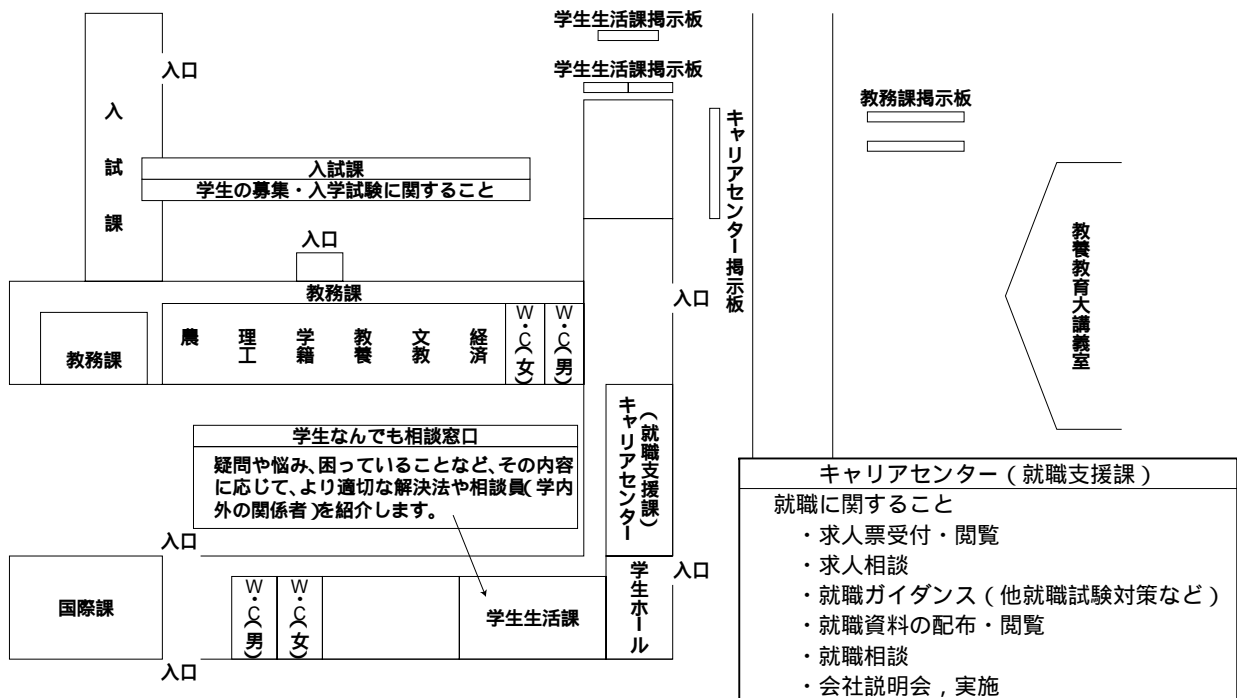 学生生活課掲示板
学生生活課掲示板
入口
入試課
入試課
学生の募集・入学試験に関すること
キャリアセンター掲示板
教務課掲示板
教養教育大講義室
入口
教務課
教務課
農
理工
学籍
教養
文教
経済
W・C(女)
W・C(男)
入口
キャリアセンター
(就職支援課)
学生なんでも相談窓口
疑問や悩み、困っていることなど、その内容
に応じて、より適切な解決法や相談員(学内
外の関係者)を紹介します。
入口
国際課
W・C(男)
W・C(女)
学生生活課
学生ホール
入口
入口
キャリアセンター(就職支援課)
就職に関すること
・求人票受付・閲覧
・求人相談
・就職ガイダンス(他就職試験対策など)
・就職資料の配布・閲覧
・就職相談
・会社説明会,実施